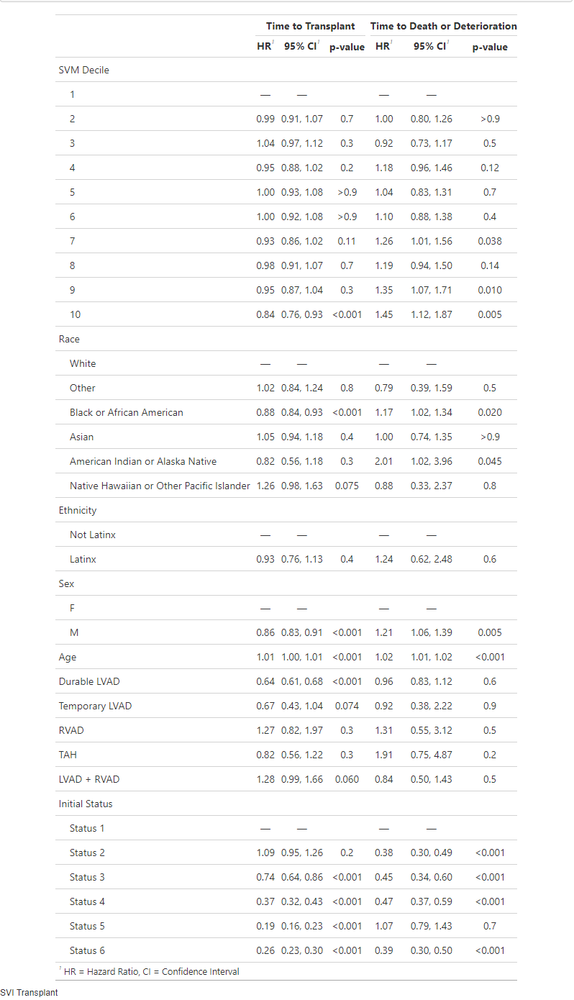 Time to Transplant Time to Death or Deterioration
HR1 95% CI1 p-value HR1 95% CI1 p-value
SVM Decile
1 — — — —
2 0.99 0.91, 1.07 0.7 1.00 0.80, 1.26 >0.9
3 1.04 0.97, 1.12 0.3 0.92 0.73, 1.17 0.5
4 0.95 0.88, 1.02 0.2 1.18 0.96, 1.46 0.12
5 1.00 0.93, 1.08 >0.9 1.04 0.83, 1.31 0.7
6 1.00 0.92, 1.08 >0.9 1.10 0.88, 1.38 0.4
7 0.93 0.86, 1.02 0.11 1.26 1.01, 1.56 0.038
8 0.98 0.91, 1.07 0.7 1.19 0.94, 1.50 0.14
9 0.95 0.87, 1.04 0.3 1.35 1.07, 1.71 0.010
10 0.84 0.76, 0.93 <0.001 1.45 1.12, 1.87 0.005
Race
White — — — —
Other 1.02 0.84, 1.24 0.8 0.79 0.39, 1.59 0.5
Black or African American 0.88 0.84, 0.93 <0.001 1.17 1.02, 1.34 0.020
Asian 1.05 0.94, 1.18 0.4 1.00 0.74, 1.35 >0.9
American Indian or Alaska Native 0.82 0.56, 1.18 0.3 2.01 1.02, 3.96 0.045
Native Hawaiian or Other Pacific Islander 1.26 0.98, 1.63 0.075 0.88 0.33, 2.37 0.8
Ethnicity
Not Latinx — — — —
Latinx 0.93 0.76, 1.13 0.4 1.24 0.62, 2.48 0.6
Sex
F — — — —
M 0.86 0.83, 0.91 <0.001 1.21 1.06, 1.39 0.005
Age 1.01 1.00, 1.01 <0.001 1.02 1.01, 1.02 <0.001
Durable LVAD 0.64 0.61, 0.68 <0.001 0.96 0.83, 1.12 0.6
Temporary LVAD 0.67 0.43, 1.04 0.074 0.92 0.38, 2.22 0.9
RVAD 1.27 0.82, 1.97 0.3 1.31 0.55, 3.12 0.5
TAH 0.82 0.56, 1.22 0.3 1.91 0.75, 4.87 0.2
LVAD + RVAD 1.28 0.99, 1.66 0.060 0.84 0.50, 1.43 0.5
Initial Status
Status 1 — — — —
Status 2 1.09 0.95, 1.26 0.2 0.38 0.30, 0.49 <0.001
Status 3 0.74 0.64, 0.86 <0.001 0.45 0.34, 0.60 <0.001
Status 4 0.37 0.32, 0.43 <0.001 0.47 0.37, 0.59 <0.001
Status 5 0.19 0.16, 0.23 <0.001 1.07 0.79, 1.43 0.7
Status 6 0.26 0.23, 0.30 <0.001 0.39 0.30, 0.50 <0.001
1 HR = Hazard Ratio, CI = Confidence Interval
SVI Transplant